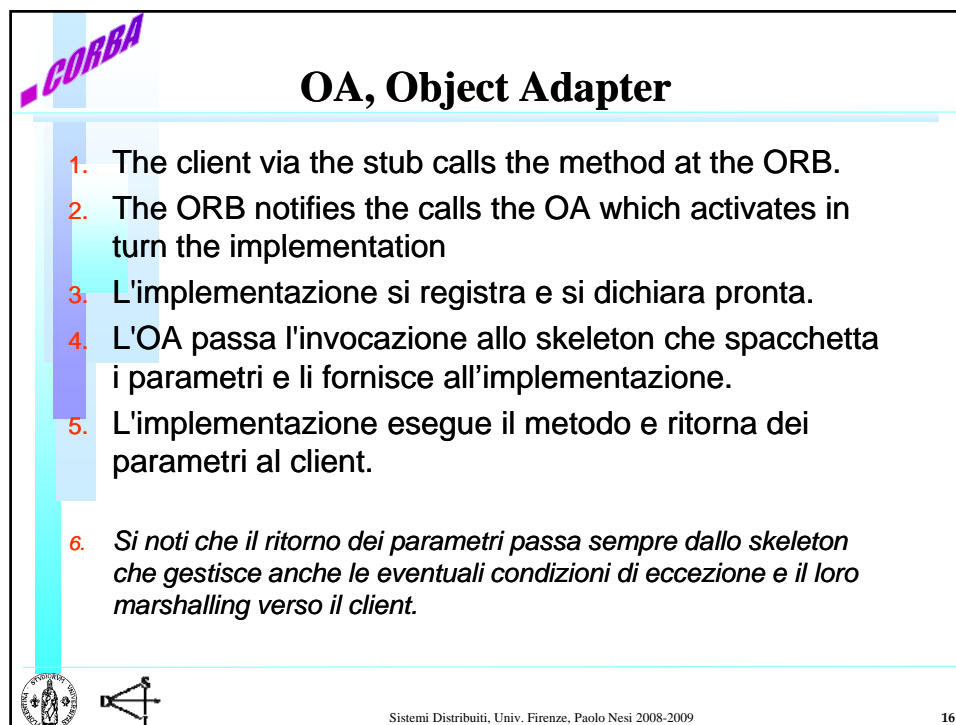 CORBA
OA, Object Adapter
1. The client via the stub calls the method at the ORB.
2. The ORB notifies the calls the OA which activates in
turn the implementation
3. L'implementazione si registra e si dichiara pronta.
4. L'OA passa l'invocazione allo skeleton che spacchetta
i parametri e li fornisce all’implementazione.
5. L'implementazione esegue il metodo e ritorna dei
parametri al client.
6. Si noti che il ritorno dei parametri passa sempre dallo skeleton
che gestisce anche le eventuali condizioni di eccezione e il loro
marshalling verso il client.
Sistemi Distribuiti, Univ. Firenze, Paolo Nesi 2008-2009 16